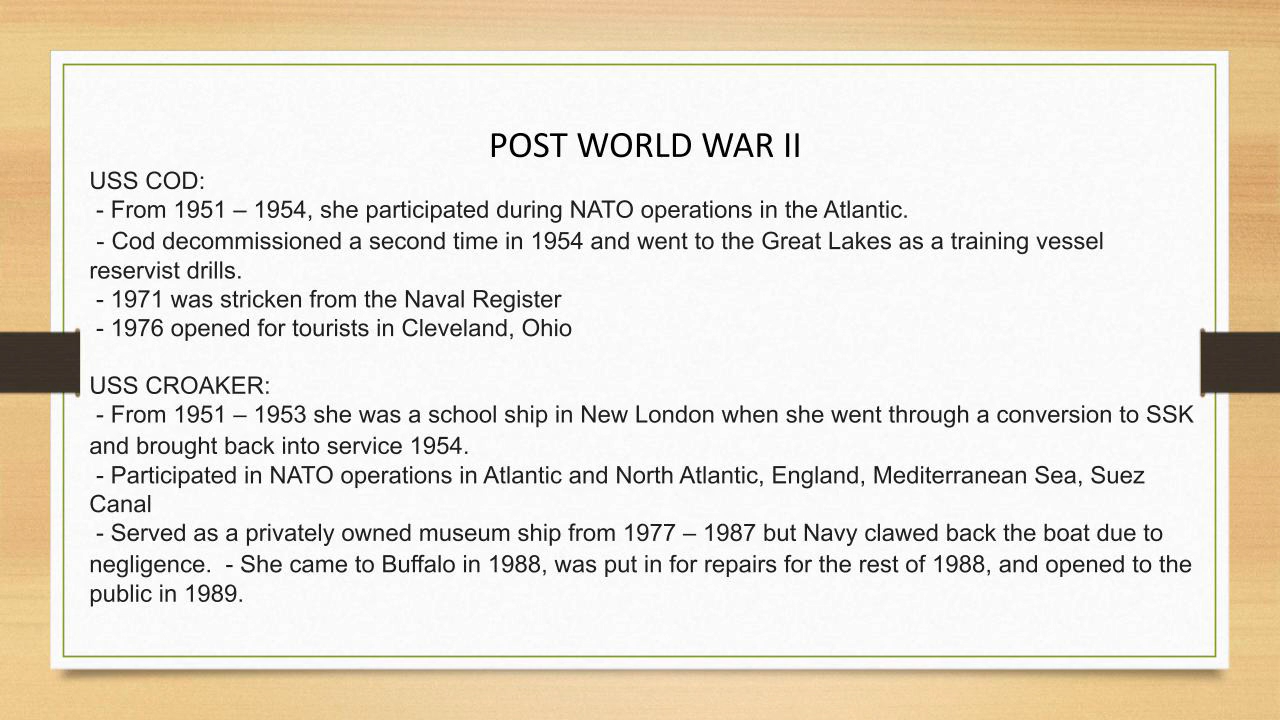 POST WORLD WAR II
USS COD:
- From 1951 – 1954, she participated during NATO operations in the Atlantic.
- Cod decommissioned a second time in 1954 and went to the Great Lakes as a training vessel
reservist drills.
- 1971 was stricken from the Naval Register
- 1976 opened for tourists in Cleveland, Ohio
USS CROAKER:
- From 1951 – 1953 she was a school ship in New London when she went through a conversion to SSK
and brought back into service 1954.
- Participated in NATO operations in Atlantic and North Atlantic, England, Mediterranean Sea, Suez
Canal
- Served as a privately owned museum ship from 1977 – 1987 but Navy clawed back the boat due to
negligence.  - She came to Buffalo in 1988, was put in for repairs for the rest of 1988, and opened to the
public in 1989.